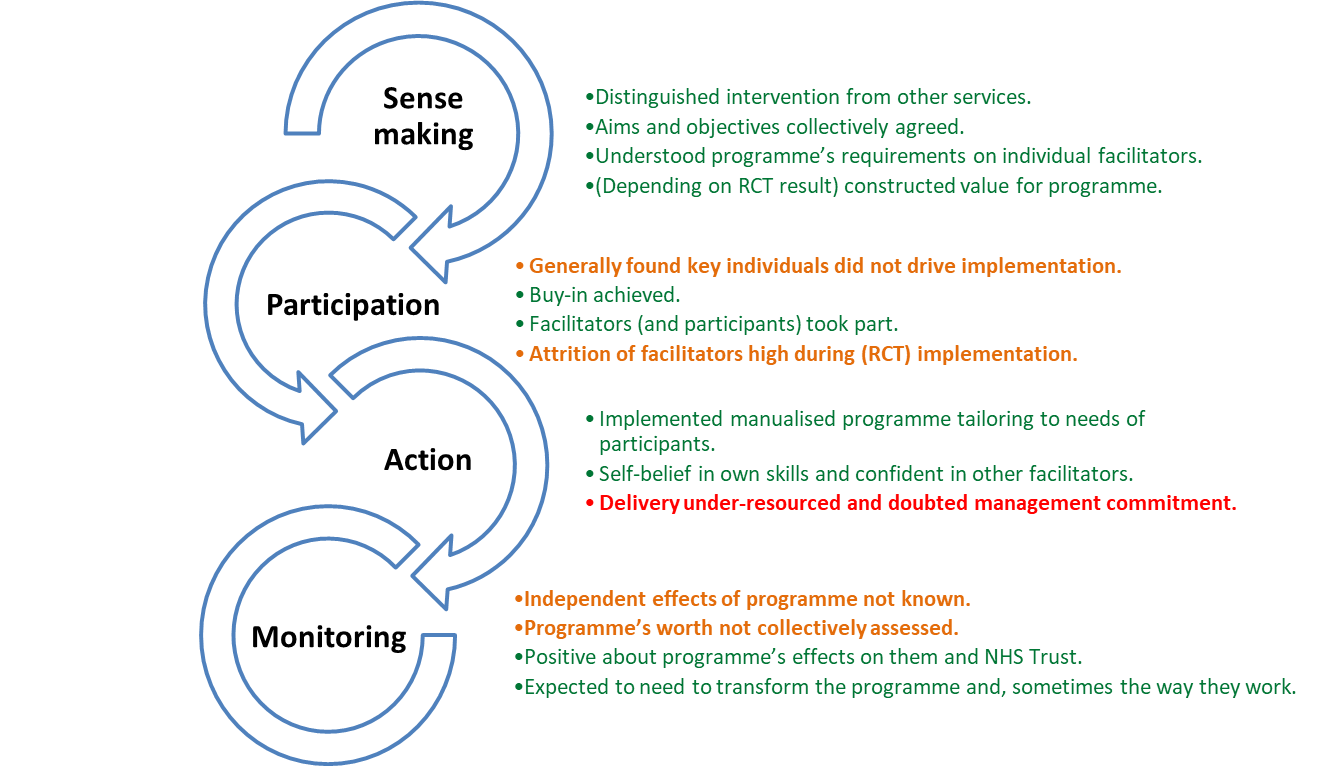 Sense
making
•Distinguished intervention from other services.
•Aims and objectives collectively agreed.
•Understood programme’s requirements on individual facilitators.
•(Depending on RCT result) constructed value for programme.
Participation
• Generally found key individuals did not drive implementation.
• Buy-in achieved.
• Facilitators (and participants) took part.
• Attrition of facilitators high during (RCT) implementation.
Action
• Implemented manualised programme tailoring to needs of
participants.
• Self-belief in own skills and confident in other facilitators.
• Delivery under-resourced and doubted management commitment.
Monitoring
•Independent effects of programme not known.
•Programme’s worth not collectively assessed.
•Positive about programme’s effects on them and NHS Trust.
•Expected to need to transform the programme and, sometimes the way they work.